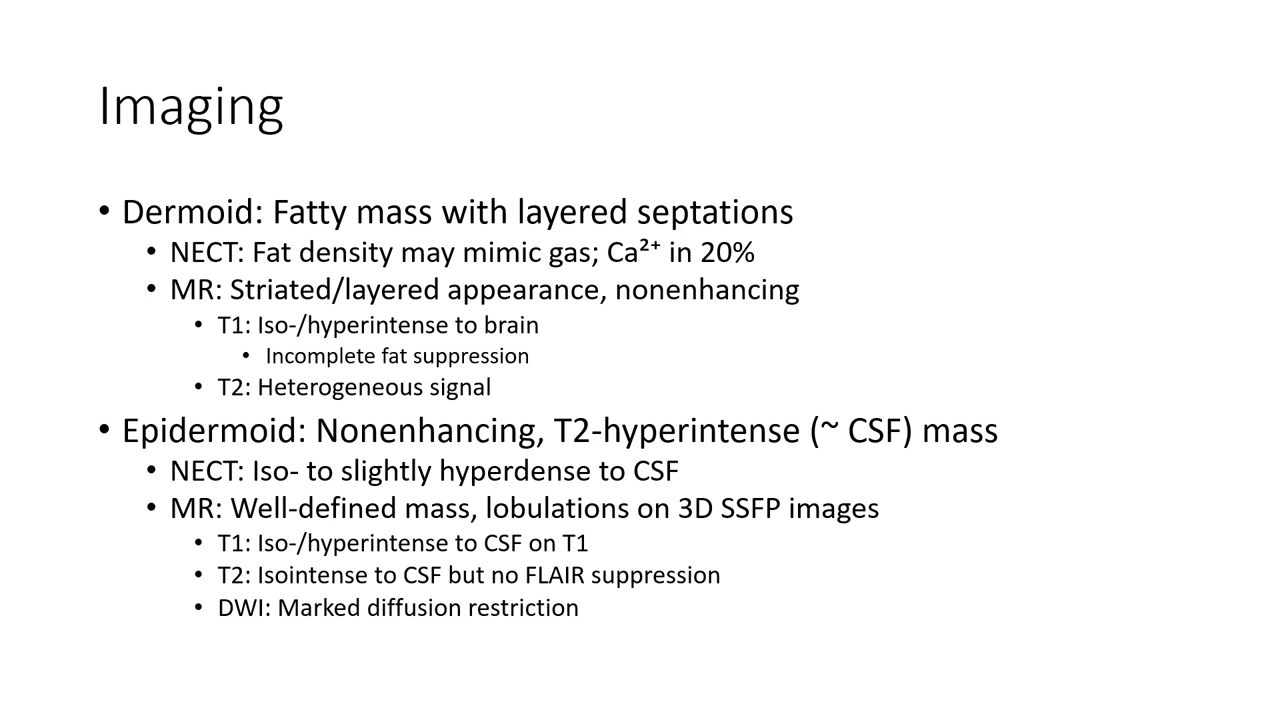 Imaging
• Dermoid: Fatty mass with layered septations
• NECT: Fat density may mimic gas; Ca²⁺ in 20%
• MR: Striated/layered appearance, nonenhancing
• T1: Iso-/hyperintense to brain
• Incomplete fat suppression
• T2: Heterogeneous signal
• Epidermoid: Nonenhancing, T2-hyperintense (~ CSF) mass
• NECT: Iso- to slightly hyperdense to CSF
• MR: Well-defined mass, lobulations on 3D SSFP images
• T1: Iso-/hyperintense to CSF on T1
• T2: Isointense to CSF but no FLAIR suppression
• DWI: Marked diffusion restriction